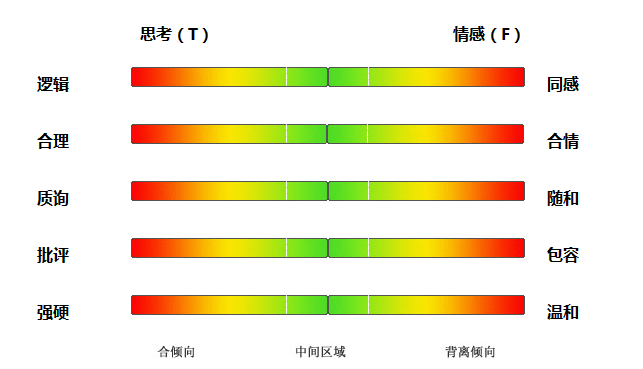 思考（T） 情感（F）
逻辑 同感
合理 合情
质询 随和
批评 包容
强硬 温和
合倾向 中间区域 背离倾向